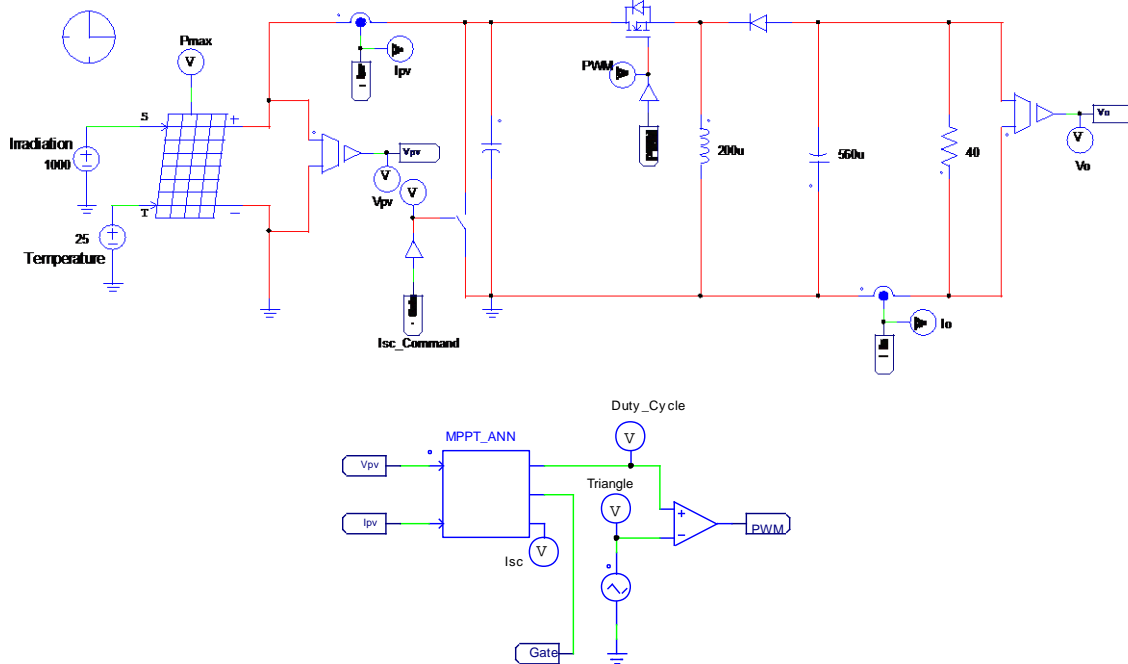 Pmax
V
S
+
Irradiation
1000
+
T
25
Temperature
+
V
Vpv
V
Vpv
V
Isc_Command
A
Ipv
PWM
200u
560u
40
V
Vo
Vo
A
Io
Duty_Cycle
V
MPPT_ANN
Vpv
Ipv
Triangle
V
Isc
V
+
PWM
Gate